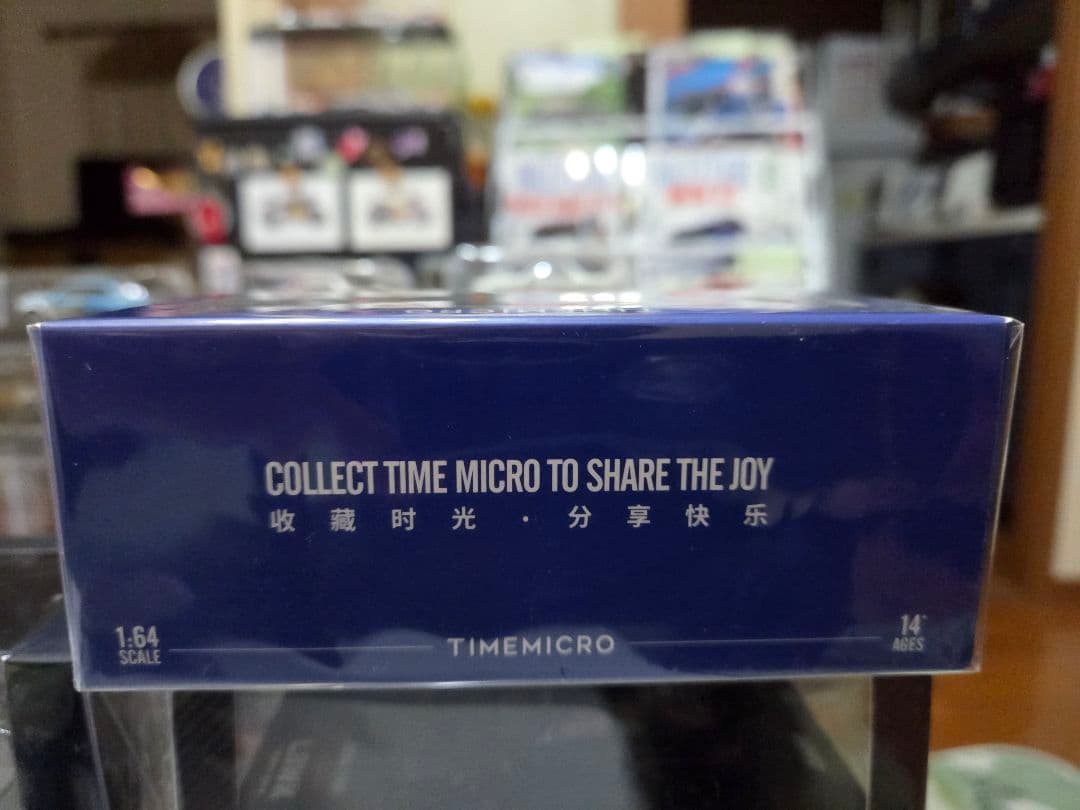 COLLECT TIME MICRO TO SHARE THE JOY
收藏时光·分享快乐
1:64
SCALE
TIMEMICRO
14+
AGES